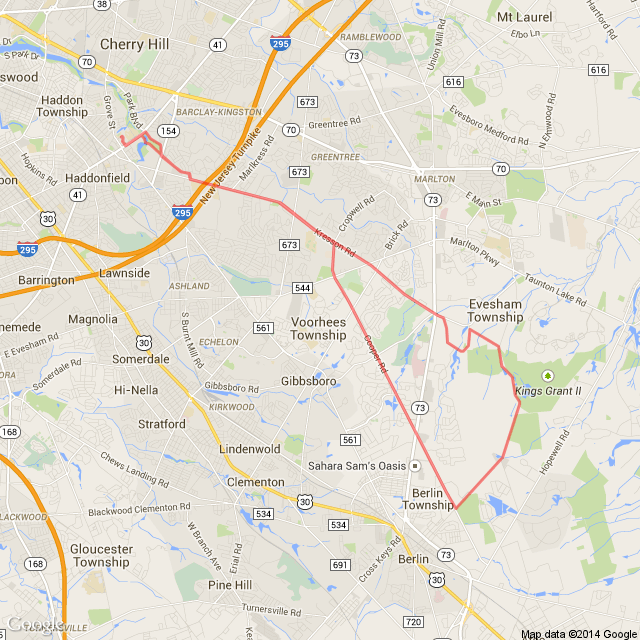 38
Mt Laurel
Elbo Ln
Hartford Rd
Cherry Hill
41
295
RAMBLEWOOD
S Park Dr
70
73
Union Mill Rd
616
616
swood
Haddon
Township
Grove St
Park Blvd
154
BARCLAY-KINGSTON
673
Greentree Rd
70
Evesboro Medford Rd
N Elmwood Rd
Hopkins Rd
41
Haddonfield
New Jersey Turnpike
Marlkress Rd
GREENTREE
673
MARLTON
70
73
E Main St
30
295
Cropwell Rd
Brick Rd
Kresson Rd
673
Marlton Pkwy
295
Barrington
Lawnside
ASHLAND
544
Taunton Lake Rd
Evesham
Township
nemede
Magnolia
S Burnt Mill Rd
561
Voorhees
Township
E Evesham Rd
30
ECHELON
Cooper Rd
Somerdale
Somerdale Rd
Hi-Nella
Gibbsboro Rd
Gibbsboro
Kings Grant II
KIRKWOOD
73
168
Stratford
561
Hopewell Rd
Lindenwold
Chews Landing Rd
Sahara Sam's Oasis
Clementon
30
Berlin
Township
BLACKWOOD
Blackwood Clementon Rd
534
534
Gloucester
Township
W Branch Ave
Erial Rd
Cross Keys Rd
Berlin
73
168
691
30
Pine Hill
Turnersville Rd
720
Google
Map data ©2014 Google